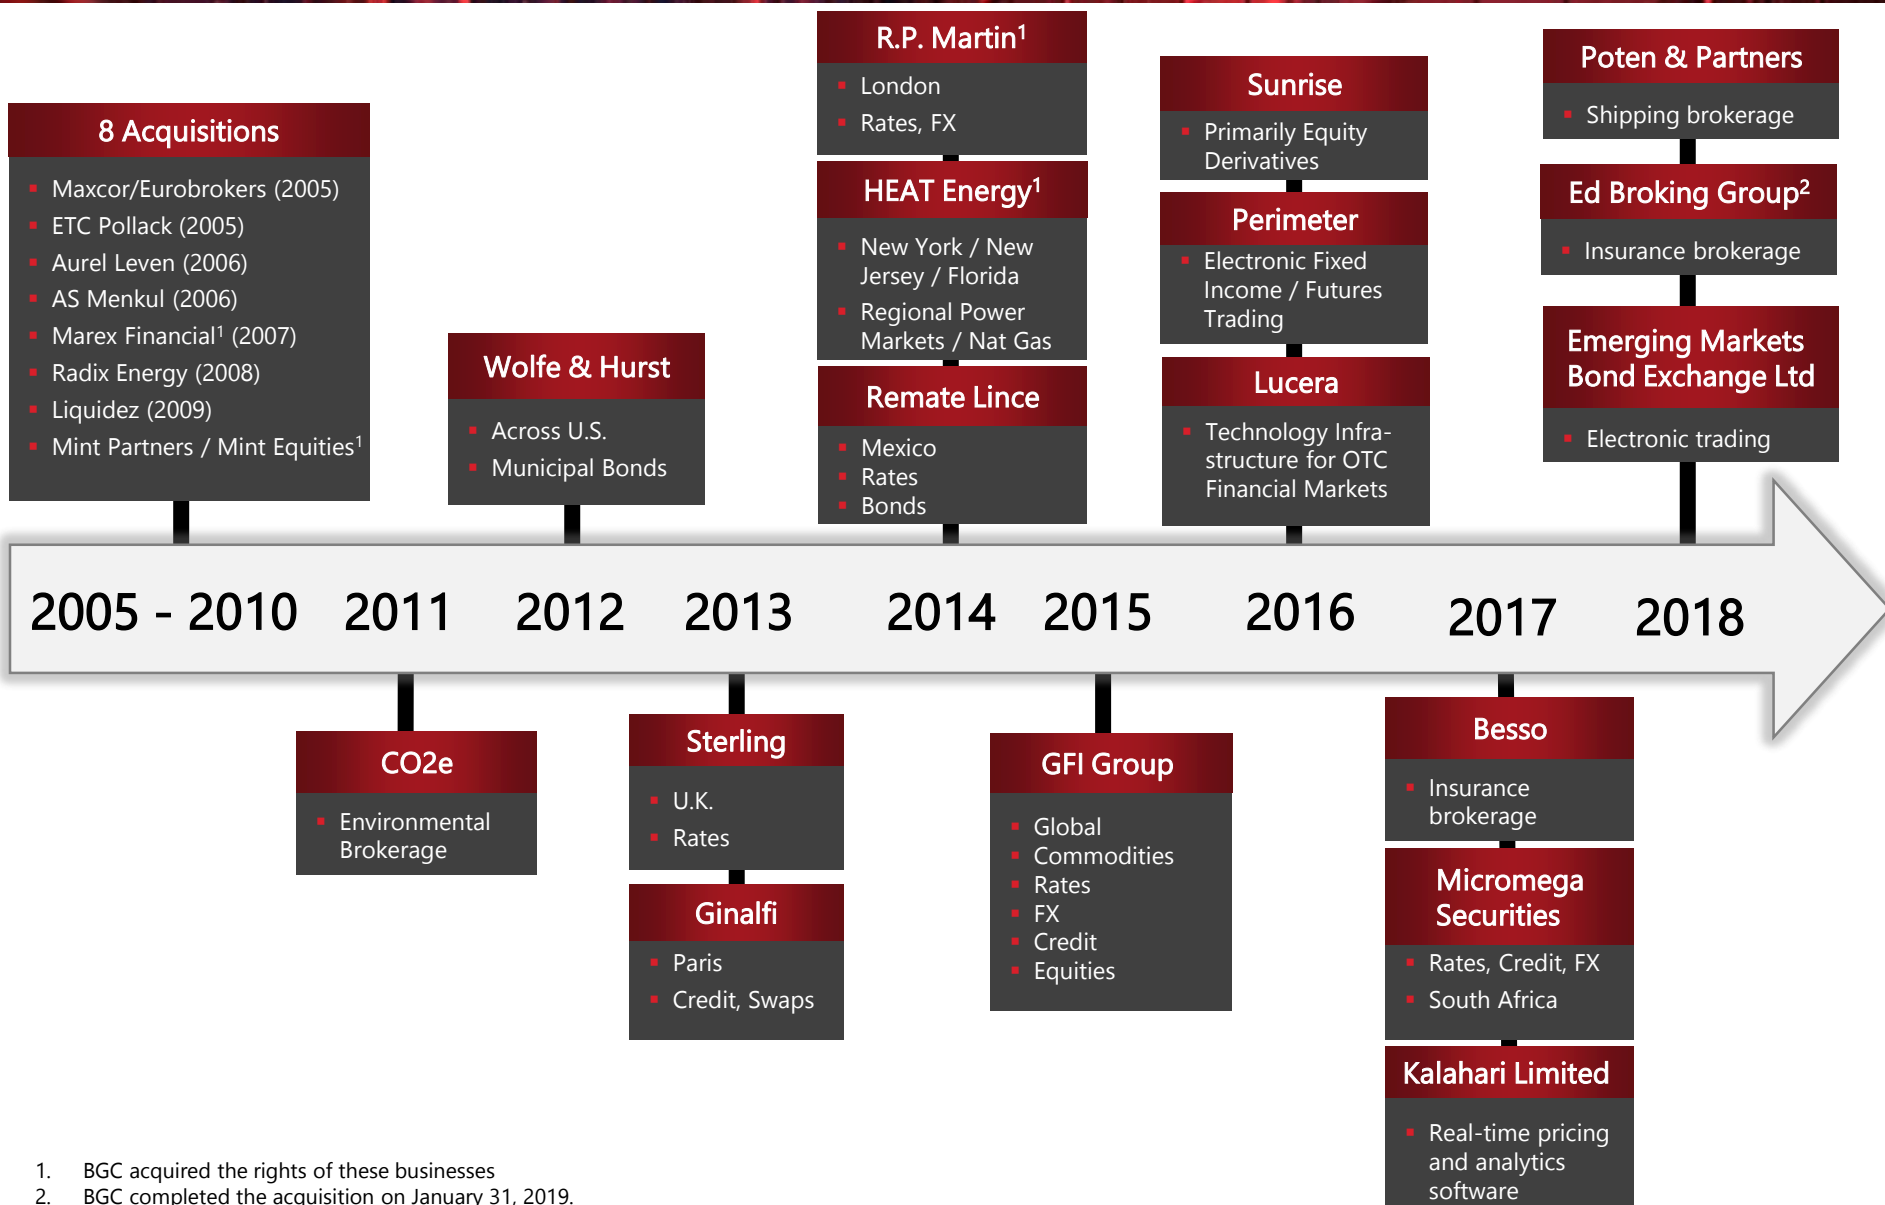 8 Acquisitions
Maxcor/Eurobrokers (2005)
ETC Pollack (2005)
Aurel Leven (2006)
AS Menkul (2006)
Marex Financial¹ (2007)
Radix Energy (2008)
Liquidez (2009)
Mint Partners / Mint Equities¹
Wolfe & Hurst
Across U.S.
Municipal Bonds
R.P. Martin¹
London
Rates, FX
HEAT Energy¹
New York / New
Jersey / Florida
Regional Power
Markets / Nat Gas
Remate Lince
Mexico
Rates
Bonds
Sunrise
Primarily Equity
Derivatives
Perimeter
Electronic Fixed
Income / Futures
Trading
Lucera
Technology Infra-
structure for OTC
Financial Markets
Poten & Partners
Shipping brokerage
Ed Broking Group²
Insurance brokerage
Emerging Markets
Bond Exchange Ltd
Electronic trading
2005 - 2010 2011 2012 2013 2014 2015 2016 2017 2018
CO2e
Environmental
Brokerage
Sterling
U.K.
Rates
Ginalfi
Paris
Credit, Swaps
GFI Group
Global
Commodities
Rates
FX
Credit
Equities
Besso
Insurance
brokerage
Micromega
Securities
Rates, Credit, FX
South Africa
Kalahari Limited
Real-time pricing
and analytics
software
1. BGC acquired the rights of these businesses
2. BGC completed the acquisition on January 31, 2019.